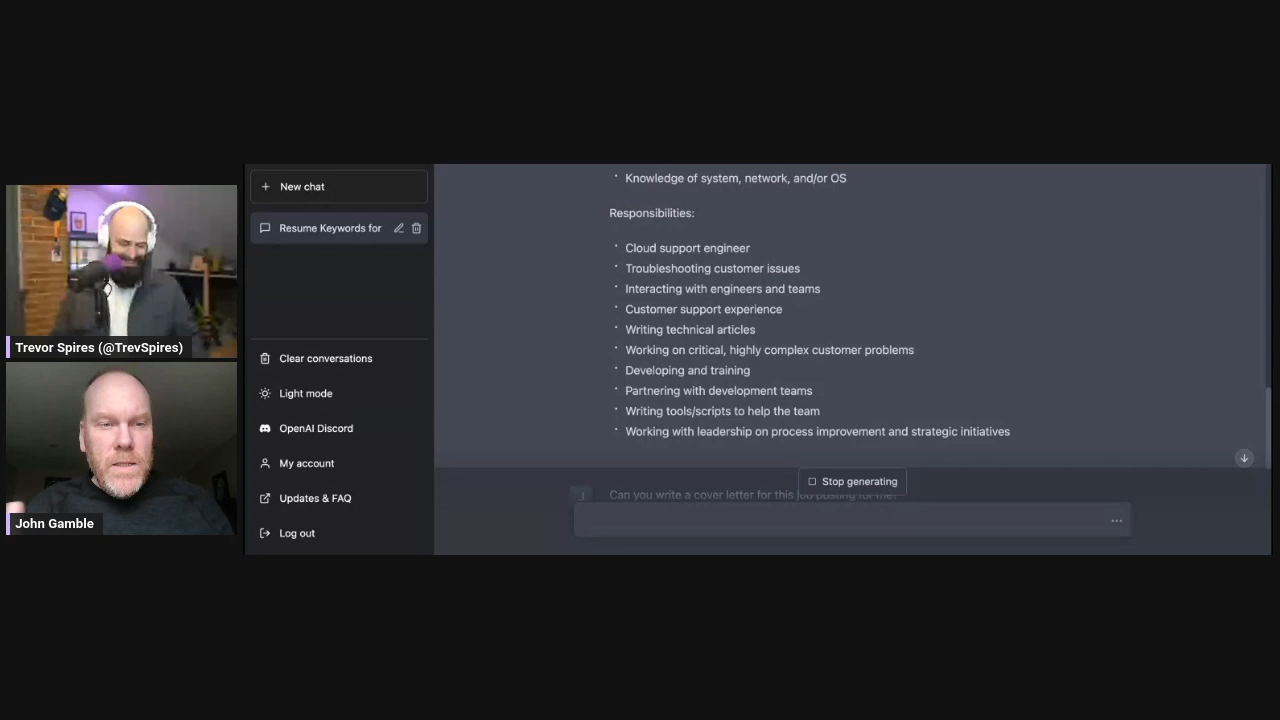 Trevor Spires (@TrevSpires)
John Gamble
New chat
Resume Keywords for
Clear conversations
Light mode
OpenAI Discord
My account
Updates & FAQ
Log out
Knowledge of system, network, and/or OS
Responsibilities:
Cloud support engineer
Troubleshooting customer issues
Interacting with engineers and teams
Customer support experience
Writing technical articles
Working on critical, highly complex customer problems
Developing and training
Partnering with development teams
Writing tools/scripts to help the team
Working with leadership on process improvement and strategic initiatives
Stop generating
J
Can you write a cover letter for this job posting for me?